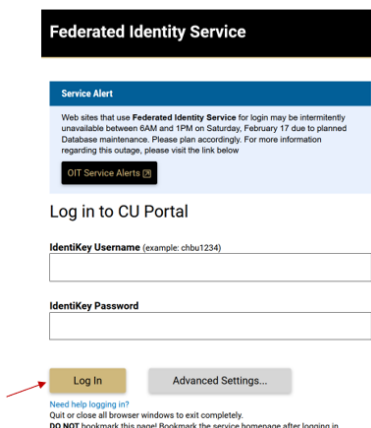 Federated Identity Service
Service Alert
Web sites that use Federated Identity Service for login may be intermitently
unavailable between 6AM and 1PM on Saturday, February 17 due to planned
Database maintenance. Please plan accordingly. For more information
regarding this outage, please visit the link below
OIT Service Alerts
Log in to CU Portal
IdentiKey Username (example: chbu1234)
IdentiKey Password
Log In Advanced Settings...
Need help logging in?
Quit or close all browser windows to exit completely.
DO NOT bookmark this page! Bookmark the service homepage after logging in